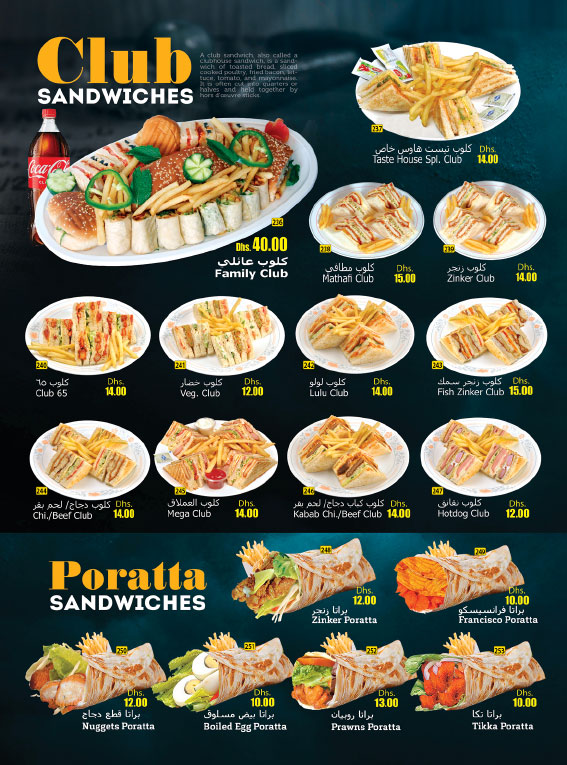 Club
SANDWICHES
A club sandwich, also called a
clubhouse sandwich, is a sand-
wich of toasted bread, sliced
cooked poultry, fried bacon, let-
tuce, tomato, and mayonnaise.
It is often cut into quarters or
halves and held together by
hors d'œuvre sticks.
Coca-Cola
237
كلوب تيست هاوس خاص
Taste House Spl. Club
Dhs.
14.00
236
Dhs. 40.00
كلوب عائلي
Family Club
238
كلوب مطافي
Mathafi Club
Dhs.
15.00
239
كلوب زنجر
Zinker Club
Dhs.
14.00
240
كلوب ٦٥
Club 65
Dhs.
14.00
241
كلوب خضار
Veg. Club
Dhs.
12.00
242
كلوب لولو
Lulu Club
Dhs.
14.00
243
كلوب زنجر سمك
Fish Zinker Club
Dhs.
15.00
244
كلوب دجاج/ لحم بقر
Chi./Beef Club
Dhs.
14.00
245
كلوب العملاق
Mega Club
Dhs.
14.00
246
كلوب كباب دجاج/ بقر
Kabab Chi./Beef Club
Dhs.
14.00
247
كلوب نقانق
Hotdog Club
Dhs.
12.00
Poratta
SANDWICHES
248
Dhs.
12.00
براتا زنجر
Zinker Poratta
249
Dhs.
10.00
براتا فرانسيسكو
Francisco Poratta
250
Dhs.
12.00
براتا قطع دجاج
Nuggets Poratta
251
Dhs.
10.00
براتا بيض مسلوق
Boiled Egg Poratta
252
Dhs.
13.00
براتا روبيان
Prawns Poratta
253
Dhs.
10.00
براتا تكا
Tikka Poratta